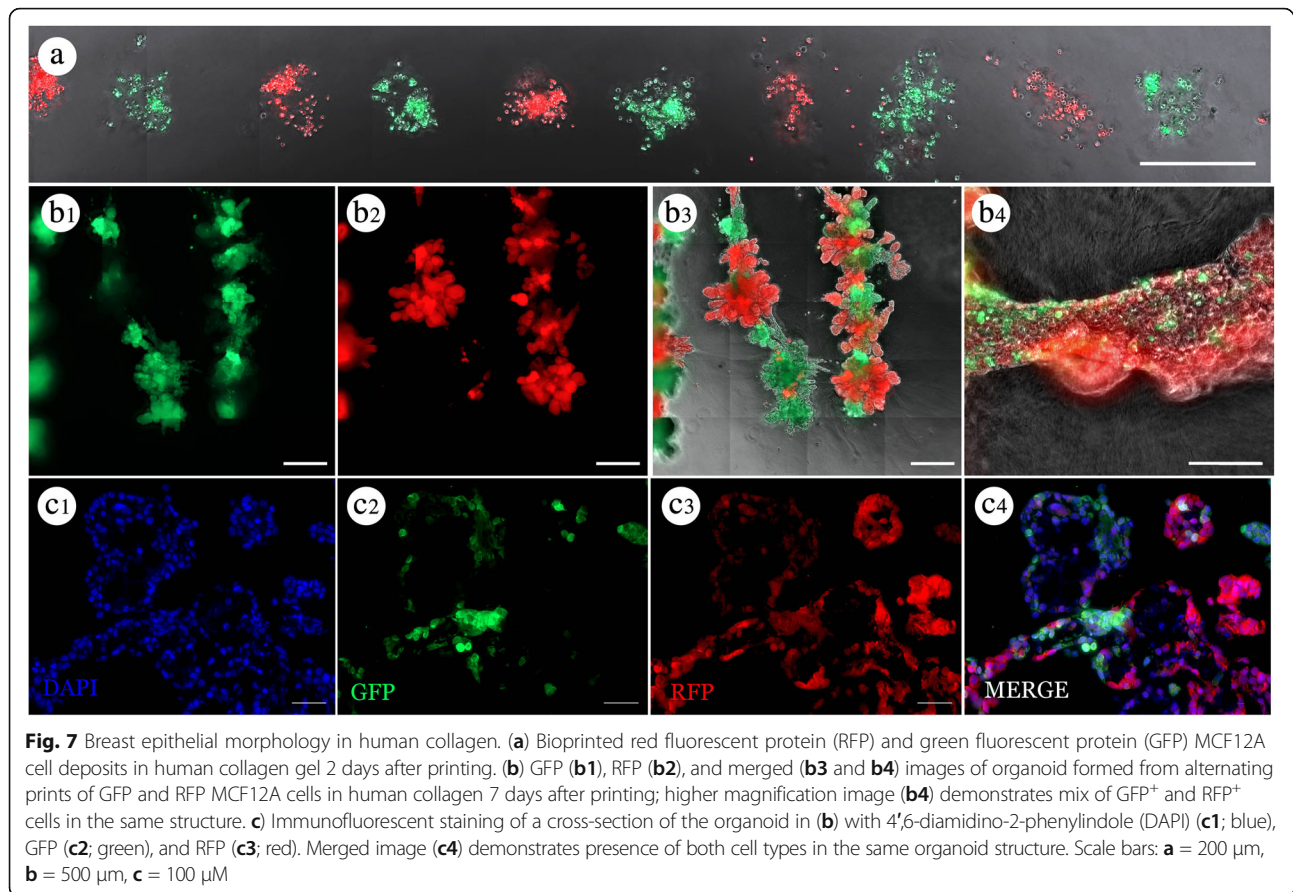 a
b1
b2
b3
b4
c1
c2
c3
c4
DAPI
GFP
RFP
MERGE
Fig. 7 Breast epithelial morphology in human collagen. (a) Bioprinted red fluorescent protein (RFP) and green fluorescent protein (GFP) MCF12A
cell deposits in human collagen gel 2 days after printing. (b) GFP (b1), RFP (b2), and merged (b3 and b4) images of organoid formed from alternating
prints of GFP and RFP MCF12A cells in human collagen 7 days after printing; higher magnification image (b4) demonstrates mix of GFP⁺ and RFP⁺
cells in the same structure. c) Immunofluorescent staining of a cross-section of the organoid in (b) with 4′,6-diamidino-2-phenylindole (DAPI) (c1; blue),
GFP (c2; green), and RFP (c3; red). Merged image (c4) demonstrates presence of both cell types in the same organoid structure. Scale bars: a = 200 μm,
b = 500 μm, c = 100 μM